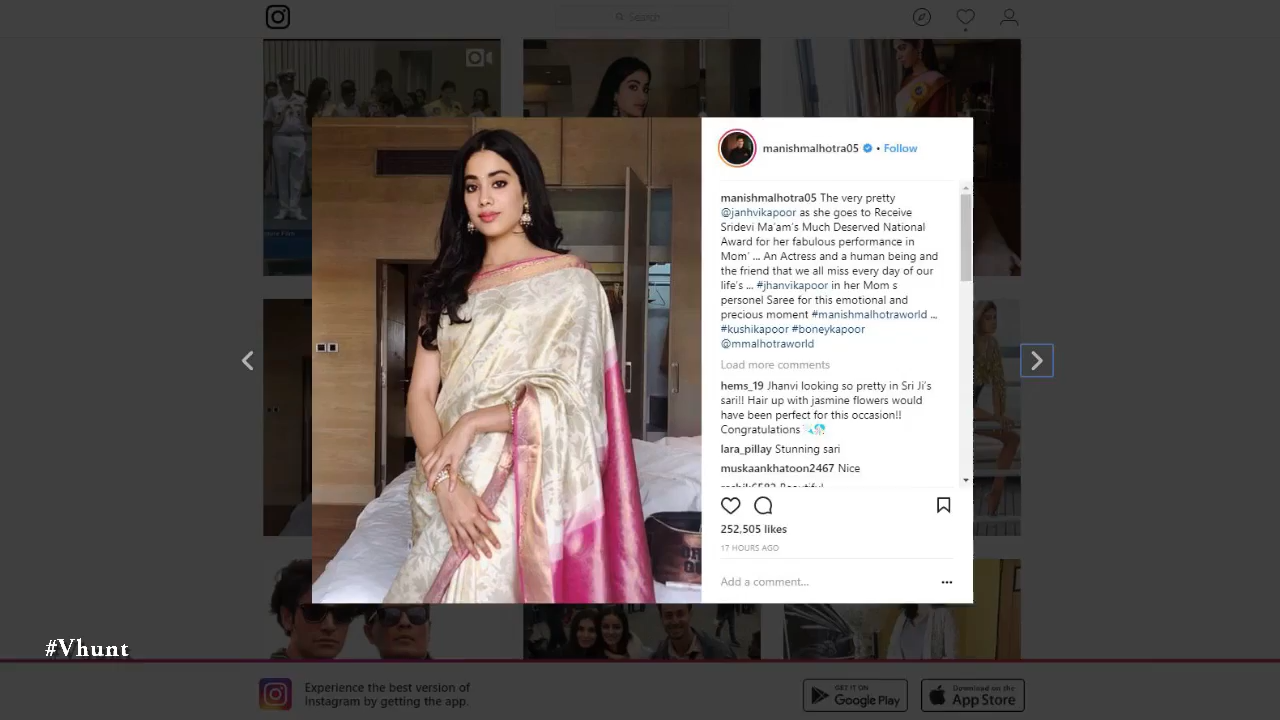 Search
manishmalhotra05 • Follow
manishmalhotra05 The very pretty
@janhvikapoor as she goes to Receive
Sridevi Ma'am's Much Deserved National
Award for her fabulous performance in
Mom' ... An Actress and a human being and
the friend that we all miss every day of our
life's ... #jhanvikapoor in her Mom s
personel Saree for this emotional and
precious moment #manishmalhotraworld ...
#kushikapoor #boneykapoor
@mmalhotraworld
Load more comments
hems_19 Jhanvi looking so pretty in Sri Ji's
sari!! Hair up with jasmine flowers would
have been perfect for this occasion!!
Congratulations
lara_pillay Stunning sari
muskaankhatoon2467 Nice
252,505 likes
17 HOURS AGO
Add a comment...
#Vhunt
Experience the best version of
Instagram by getting the app.
GET IT ON
Google Play
Download on the
App Store